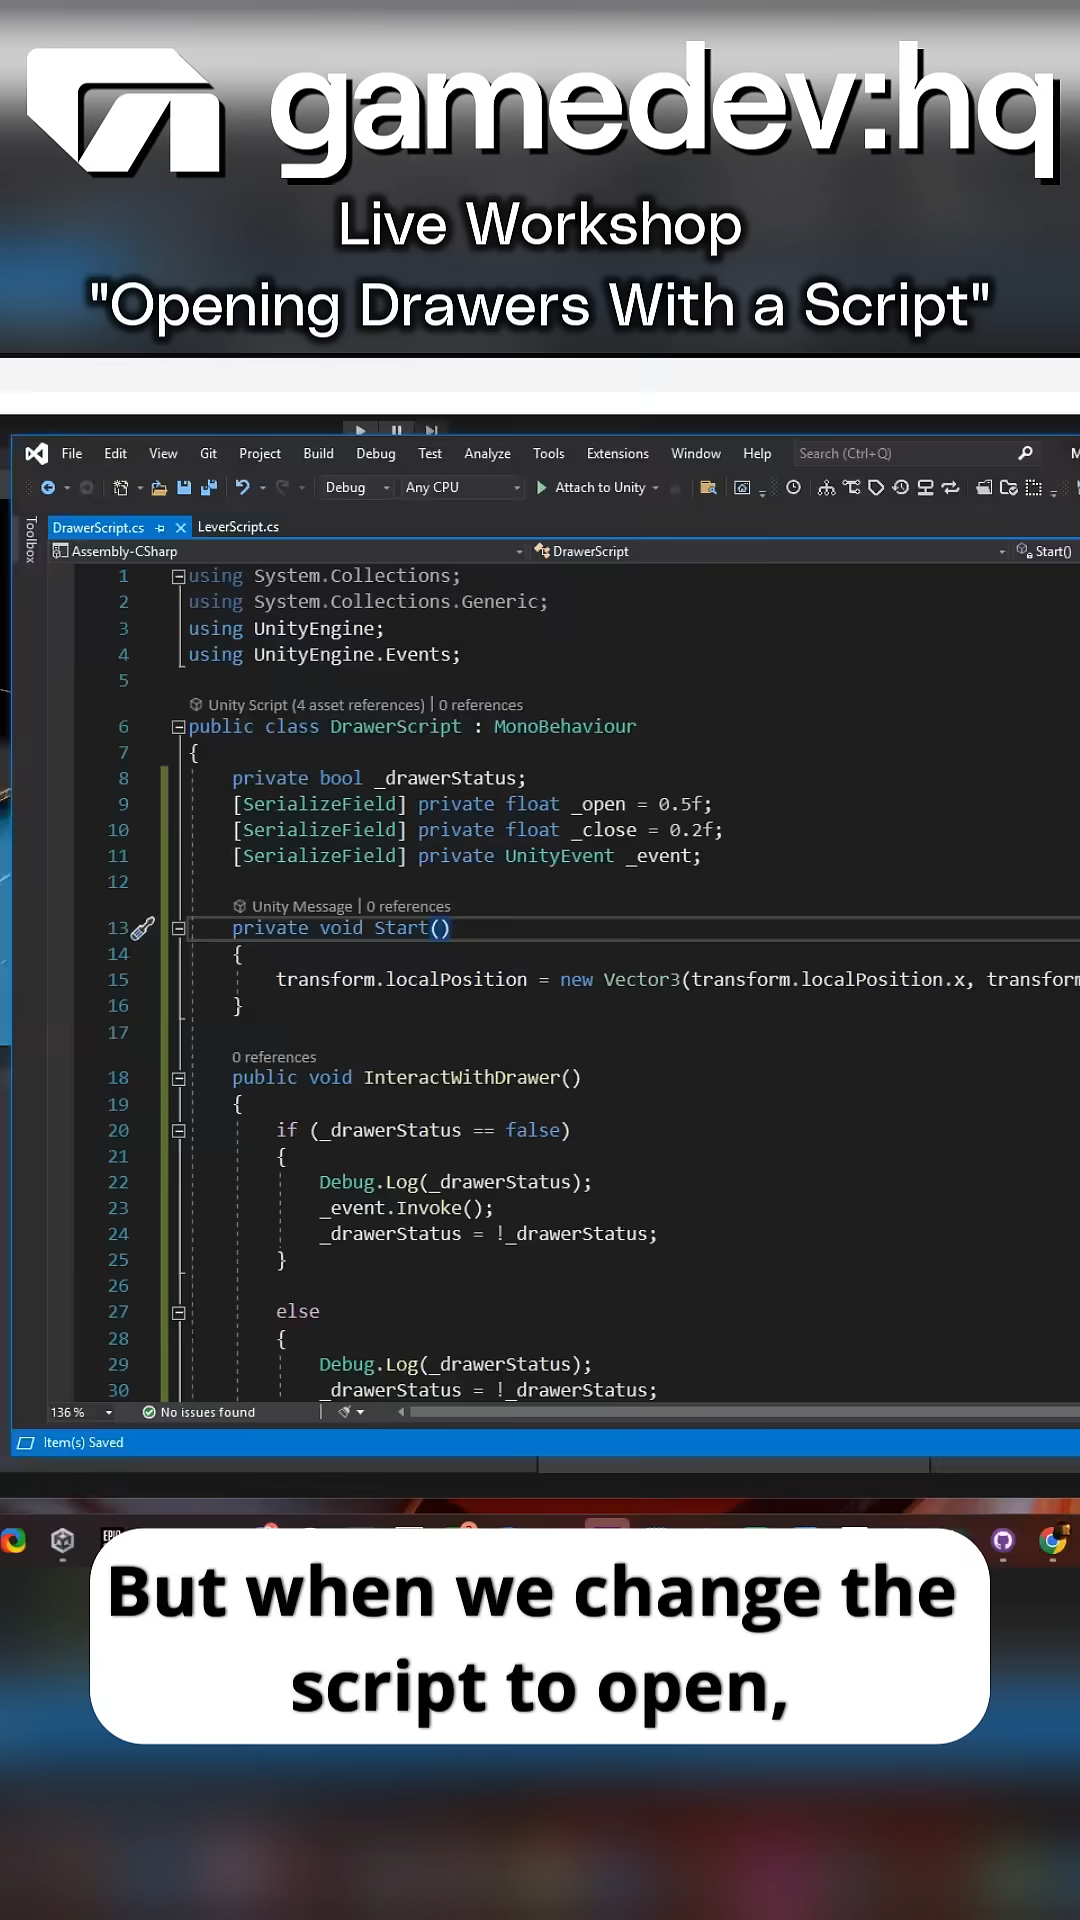 gamedev:hq
Live Workshop
"Opening Drawers With a Script"
File Edit View Git Project Build Debug Test Analyze Tools Extensions Window Help Search (Ctrl+Q)
Debug Any CPU Attach to Unity
Toolbox
DrawerScript.cs LeverScript.cs
Assembly-CSharp DrawerScript Start()
1 using System.Collections;
2 using System.Collections.Generic;
3 using UnityEngine;
4 using UnityEngine.Events;
5
Unity Script (4 asset references) | 0 references
6 public class DrawerScript : MonoBehaviour
7 {
8 private bool _drawerStatus;
9 [SerializeField] private float _open = 0.5f;
10 [SerializeField] private float _close = 0.2f;
11 [SerializeField] private UnityEvent _event;
12
Unity Message | 0 references
13 private void Start()
14 {
15 transform.localPosition = new Vector3(transform.localPosition.x, transform
16 }
17
0 references
18 public void InteractWithDrawer()
19 {
20 if (_drawerStatus == false)
21 {
22 Debug.Log(_drawerStatus);
23 _event.Invoke();
24 _drawerStatus = !_drawerStatus;
25 }
26
27 else
28 {
29 Debug.Log(_drawerStatus);
30 _drawerStatus = !_drawerStatus;
136 % No issues found
Item(s) Saved
But when we change the
script to open,